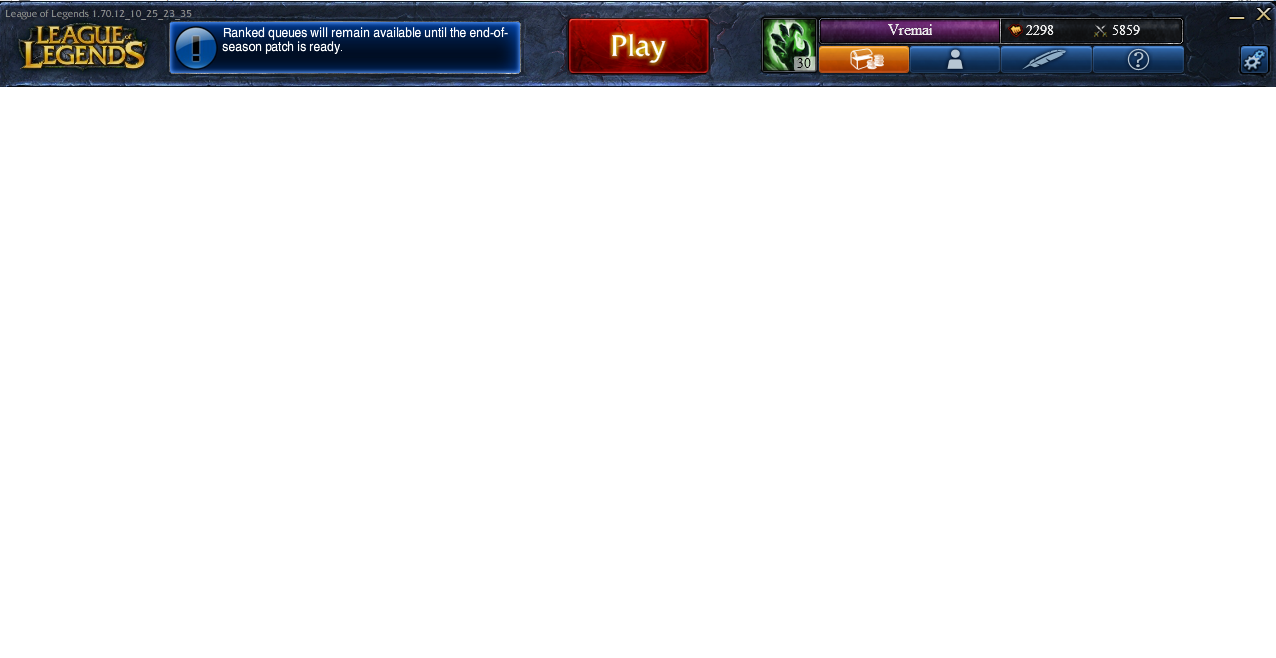 League of Legends 1.70.12_10_25_23_35
LEAGUE of
LEGENDS
Ranked queues will remain available until the end-of-
season patch is ready.
Play
30
Vremai
2298
5859
?